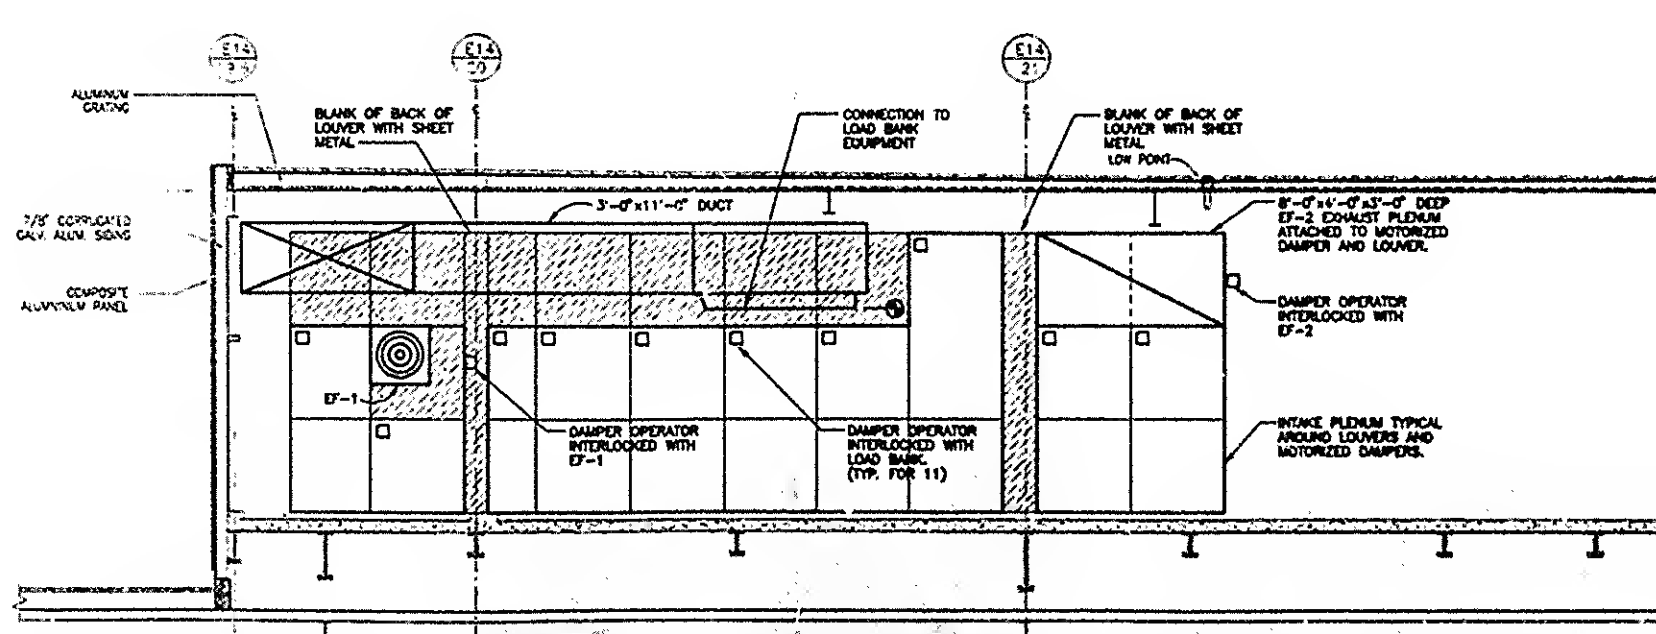 E14
E14
20
E14
21
ALUMINUM
GRATING
BLANK OF BACK OF
LOUVER WITH SHEET
METAL
CONNECTION TO
LOAD BANK
EQUIPMENT
BLANK OF BACK OF
LOUVER WITH SHEET
METAL
LOW POINT
7/8" CORRUGATED
GALV. ALUM. SIDING
3'-0"x11'-0" DUCT
8'-0"x4'-0"x3'-0" DEEP
EF-2 EXHAUST PLENUM
ATTACHED TO MOTORIZED
DAMPER AND LOUVER.
COMPOSITE
ALUMINUM PANEL
DAMPER OPERATOR
INTERLOCKED WITH
EF-2
EF-1
DAMPER OPERATOR
INTERLOCKED WITH
EF-1
DAMPER OPERATOR
INTERLOCKED WITH
LOAD BANK.
(TYP. FOR 11)
INTAKE PLENUM TYPICAL
AROUND LOUVERS AND
MOTORIZED DAMPERS.